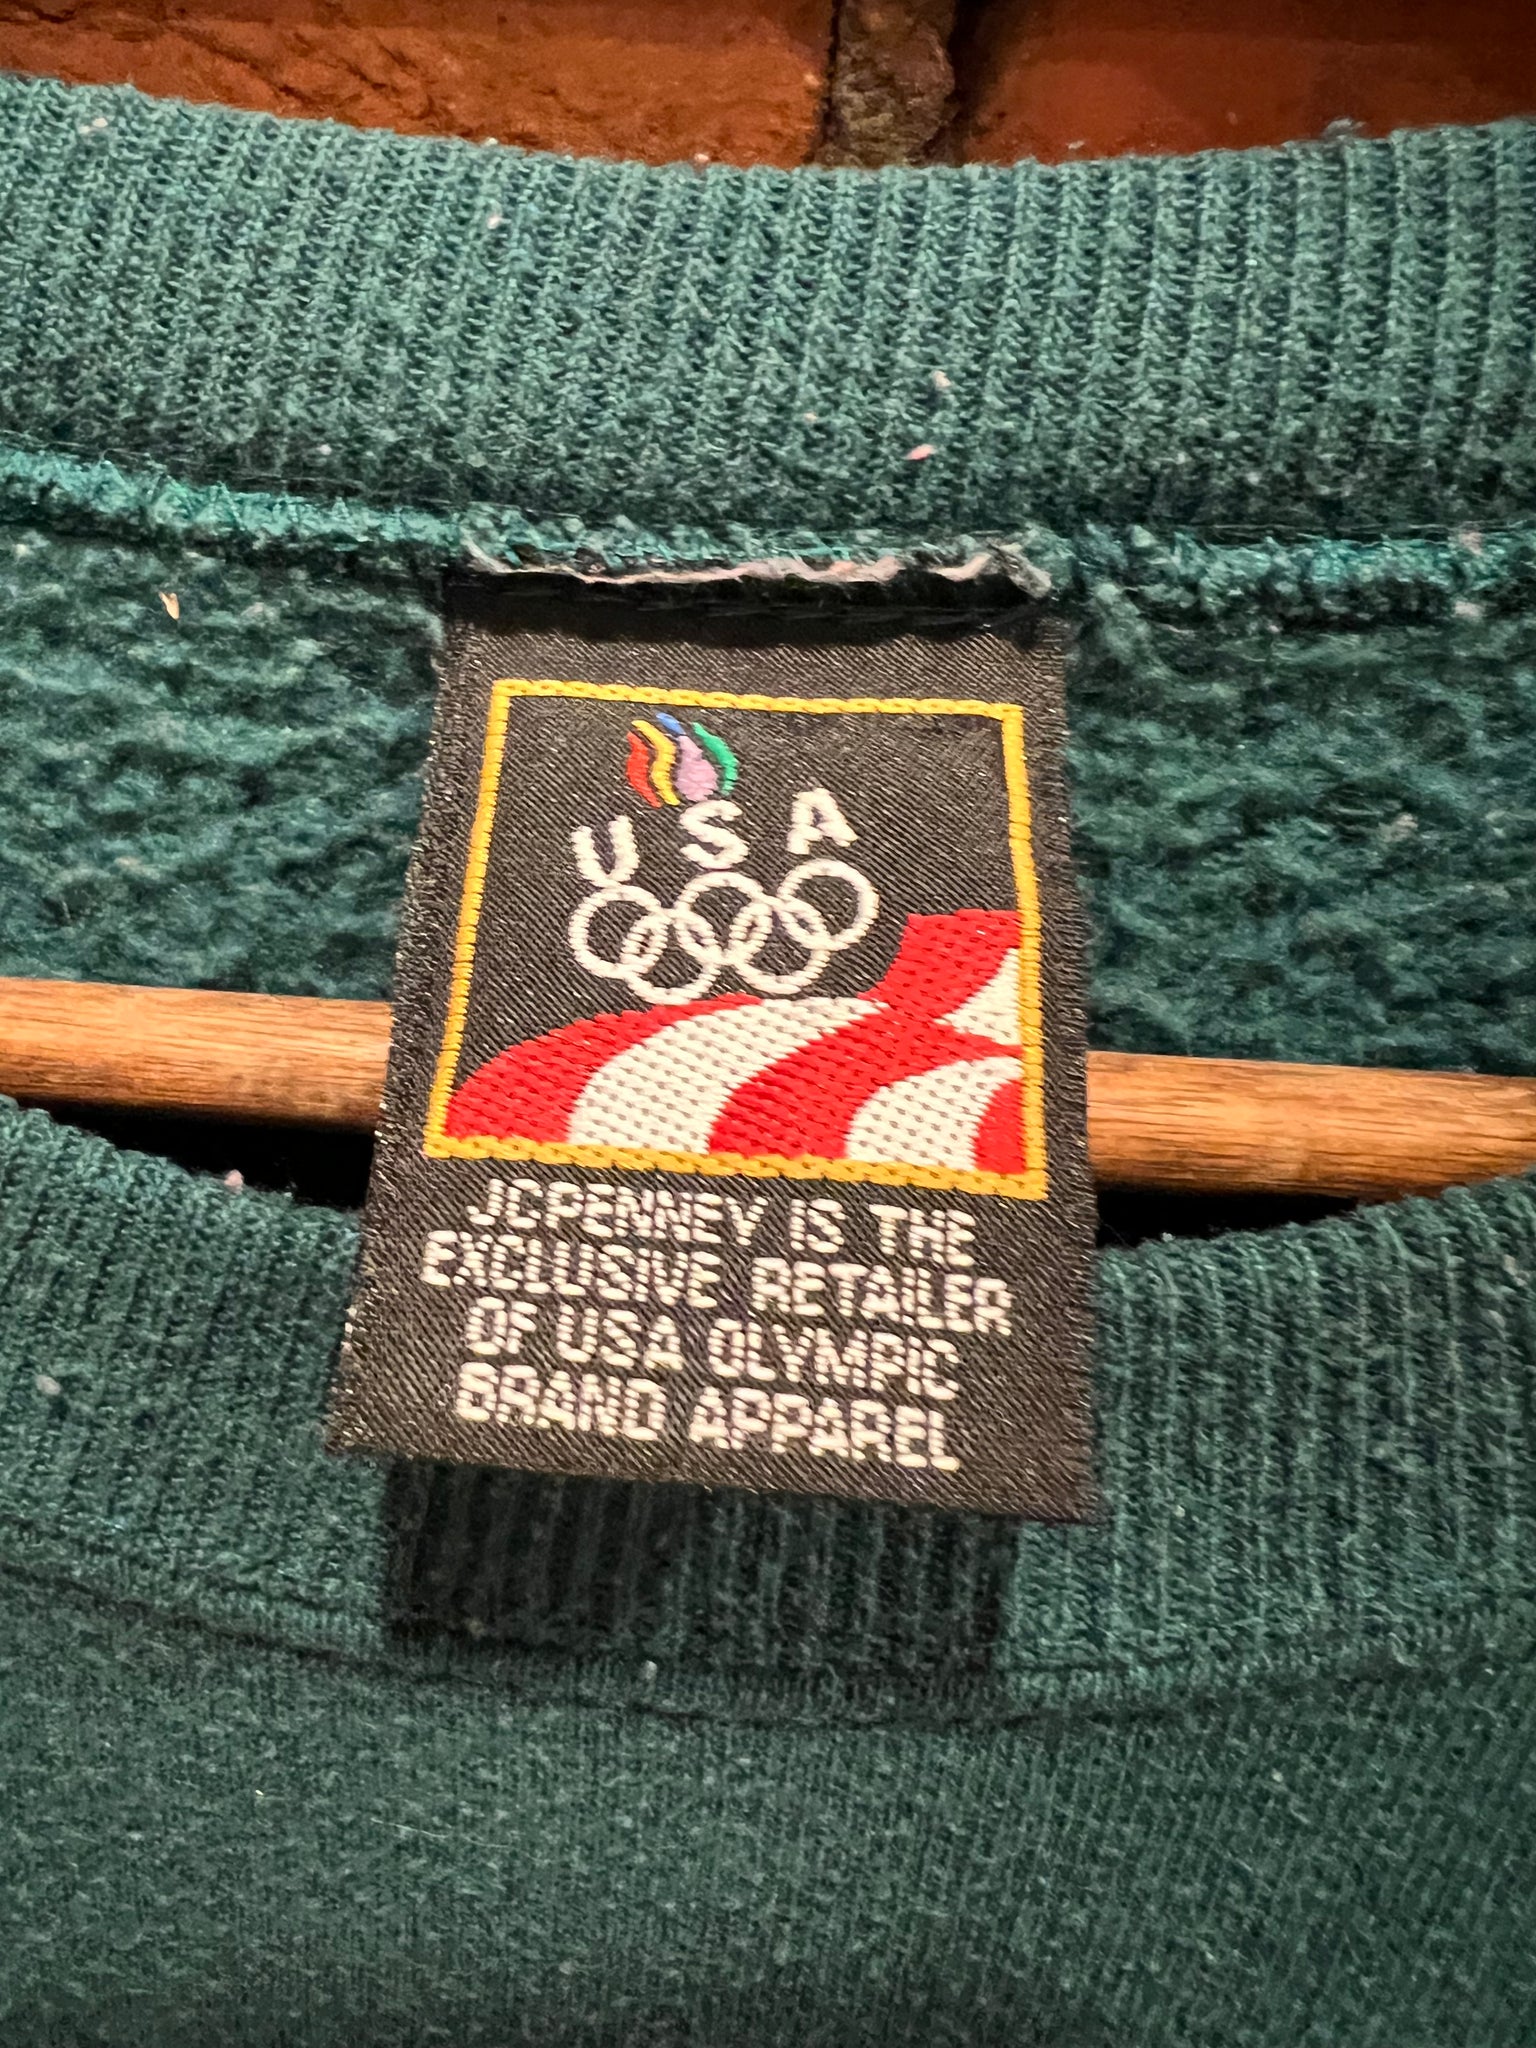 USA
JCPENNEY IS THE
EXCLUSIVE RETAILER
OF USA OLYMPIC
BRAND APPAREL